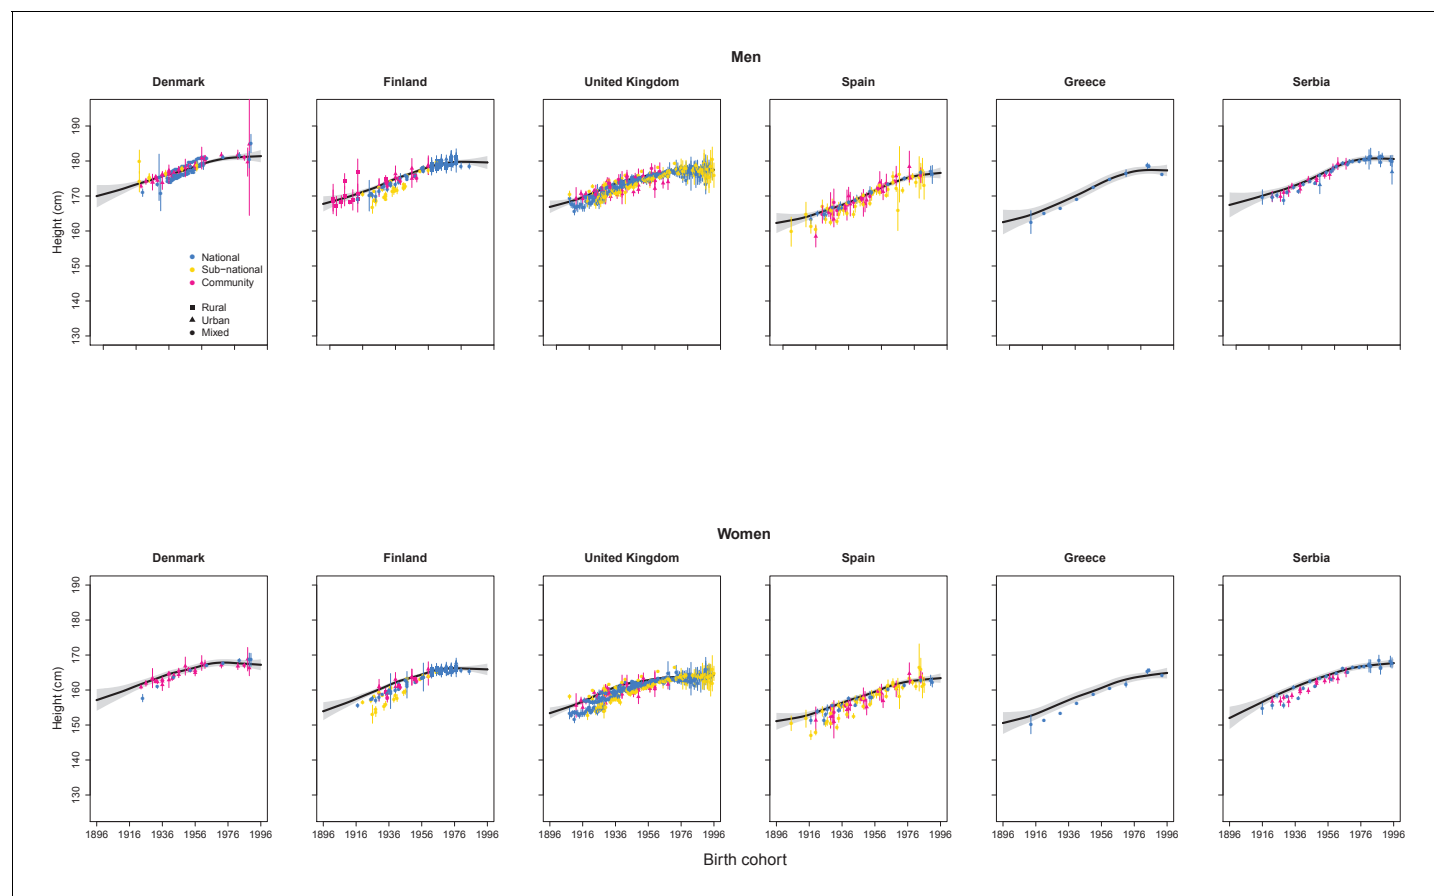 Men
Denmark Finland United Kingdom Spain Greece Serbia
Height (cm)
190
180
170
160
150
140
130
National
Sub−national
Community
Rural
Urban
Mixed
Women
Denmark Finland United Kingdom Spain Greece Serbia
Height (cm)
190
180
170
160
150
140
130
1896 1916 1936 1956 1976 1996 1896 1916 1936 1956 1976 1996 1896 1916 1936 1956 1976 1996 1896 1916 1936 1956 1976 1996 1896 1916 1936 1956 1976 1996 1896 1916 1936 1956 1976 1996
Birth cohort